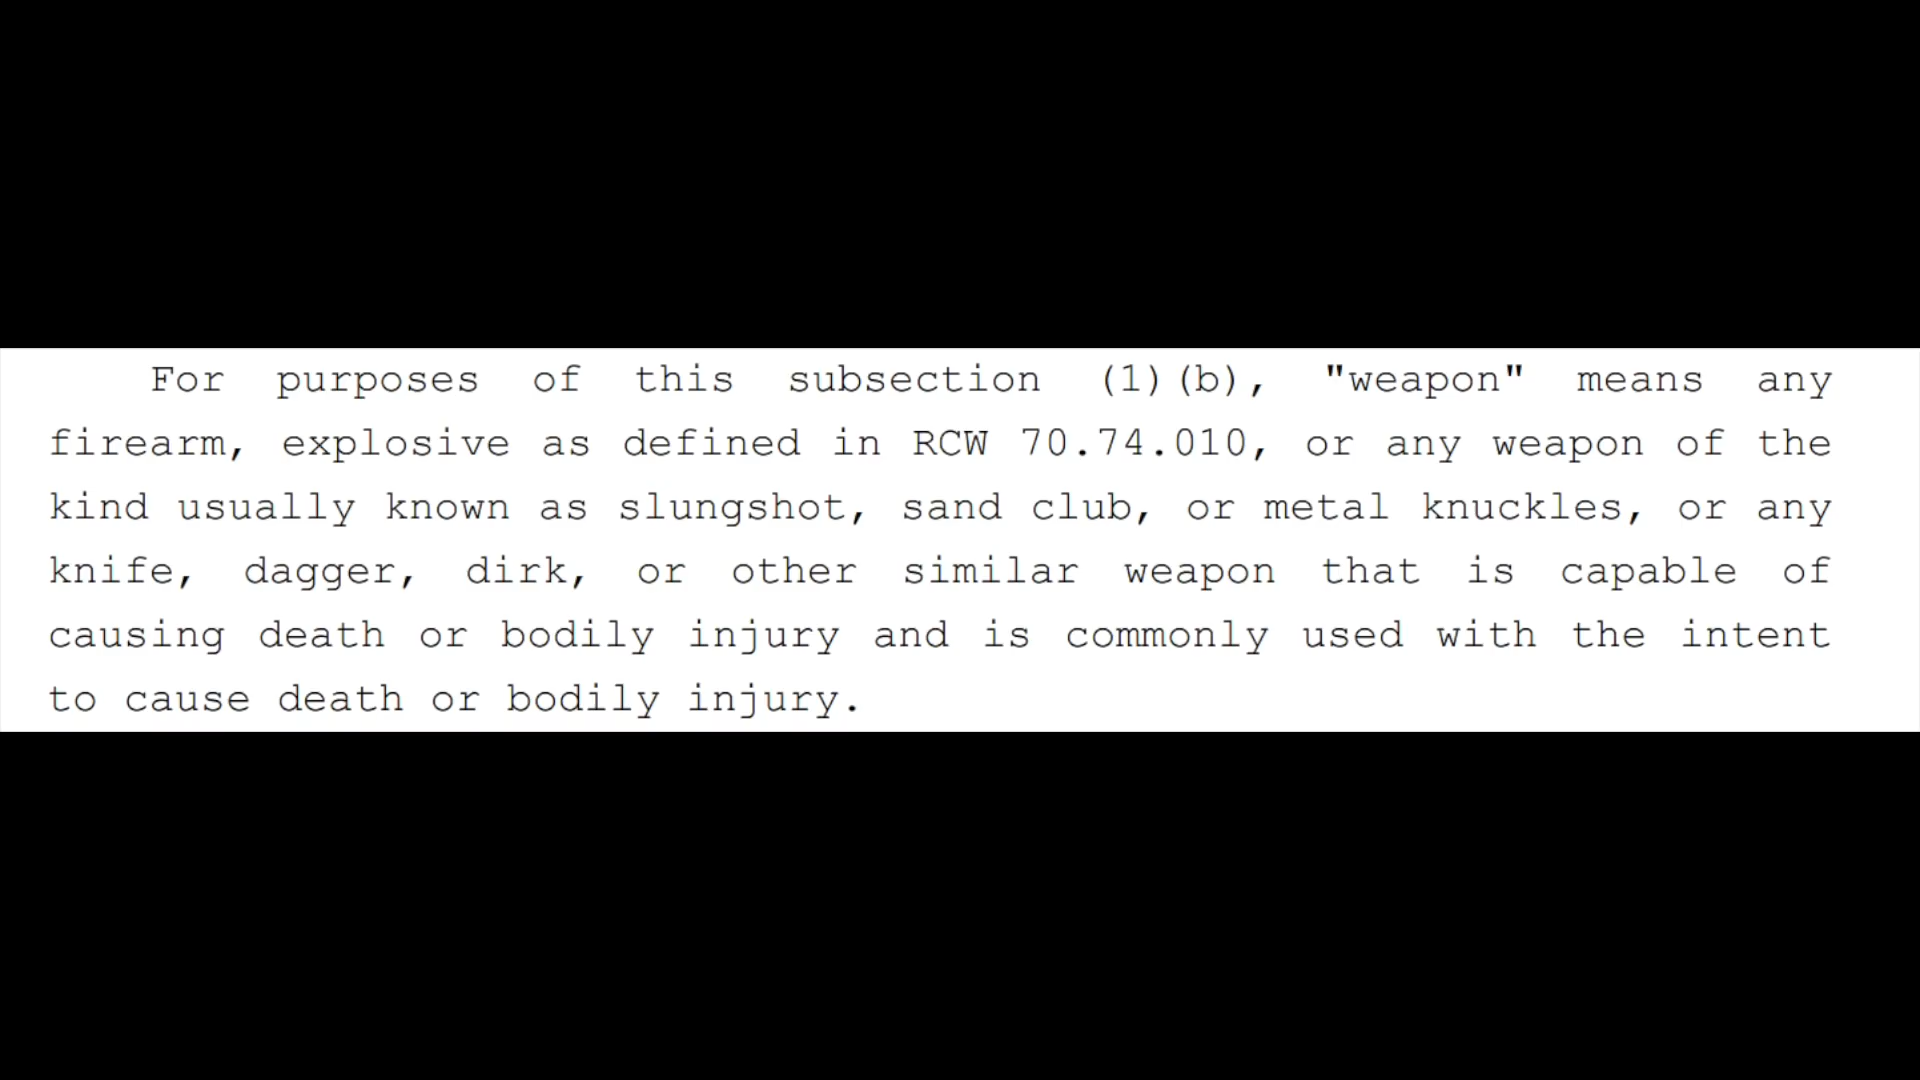 For purposes of this subsection (1)(b), "weapon" means any
firearm, explosive as defined in RCW 70.74.010, or any weapon of the
kind usually known as slungshot, sand club, or metal knuckles, or any
knife, dagger, dirk, or other similar weapon that is capable of
causing death or bodily injury and is commonly used with the intent
to cause death or bodily injury.